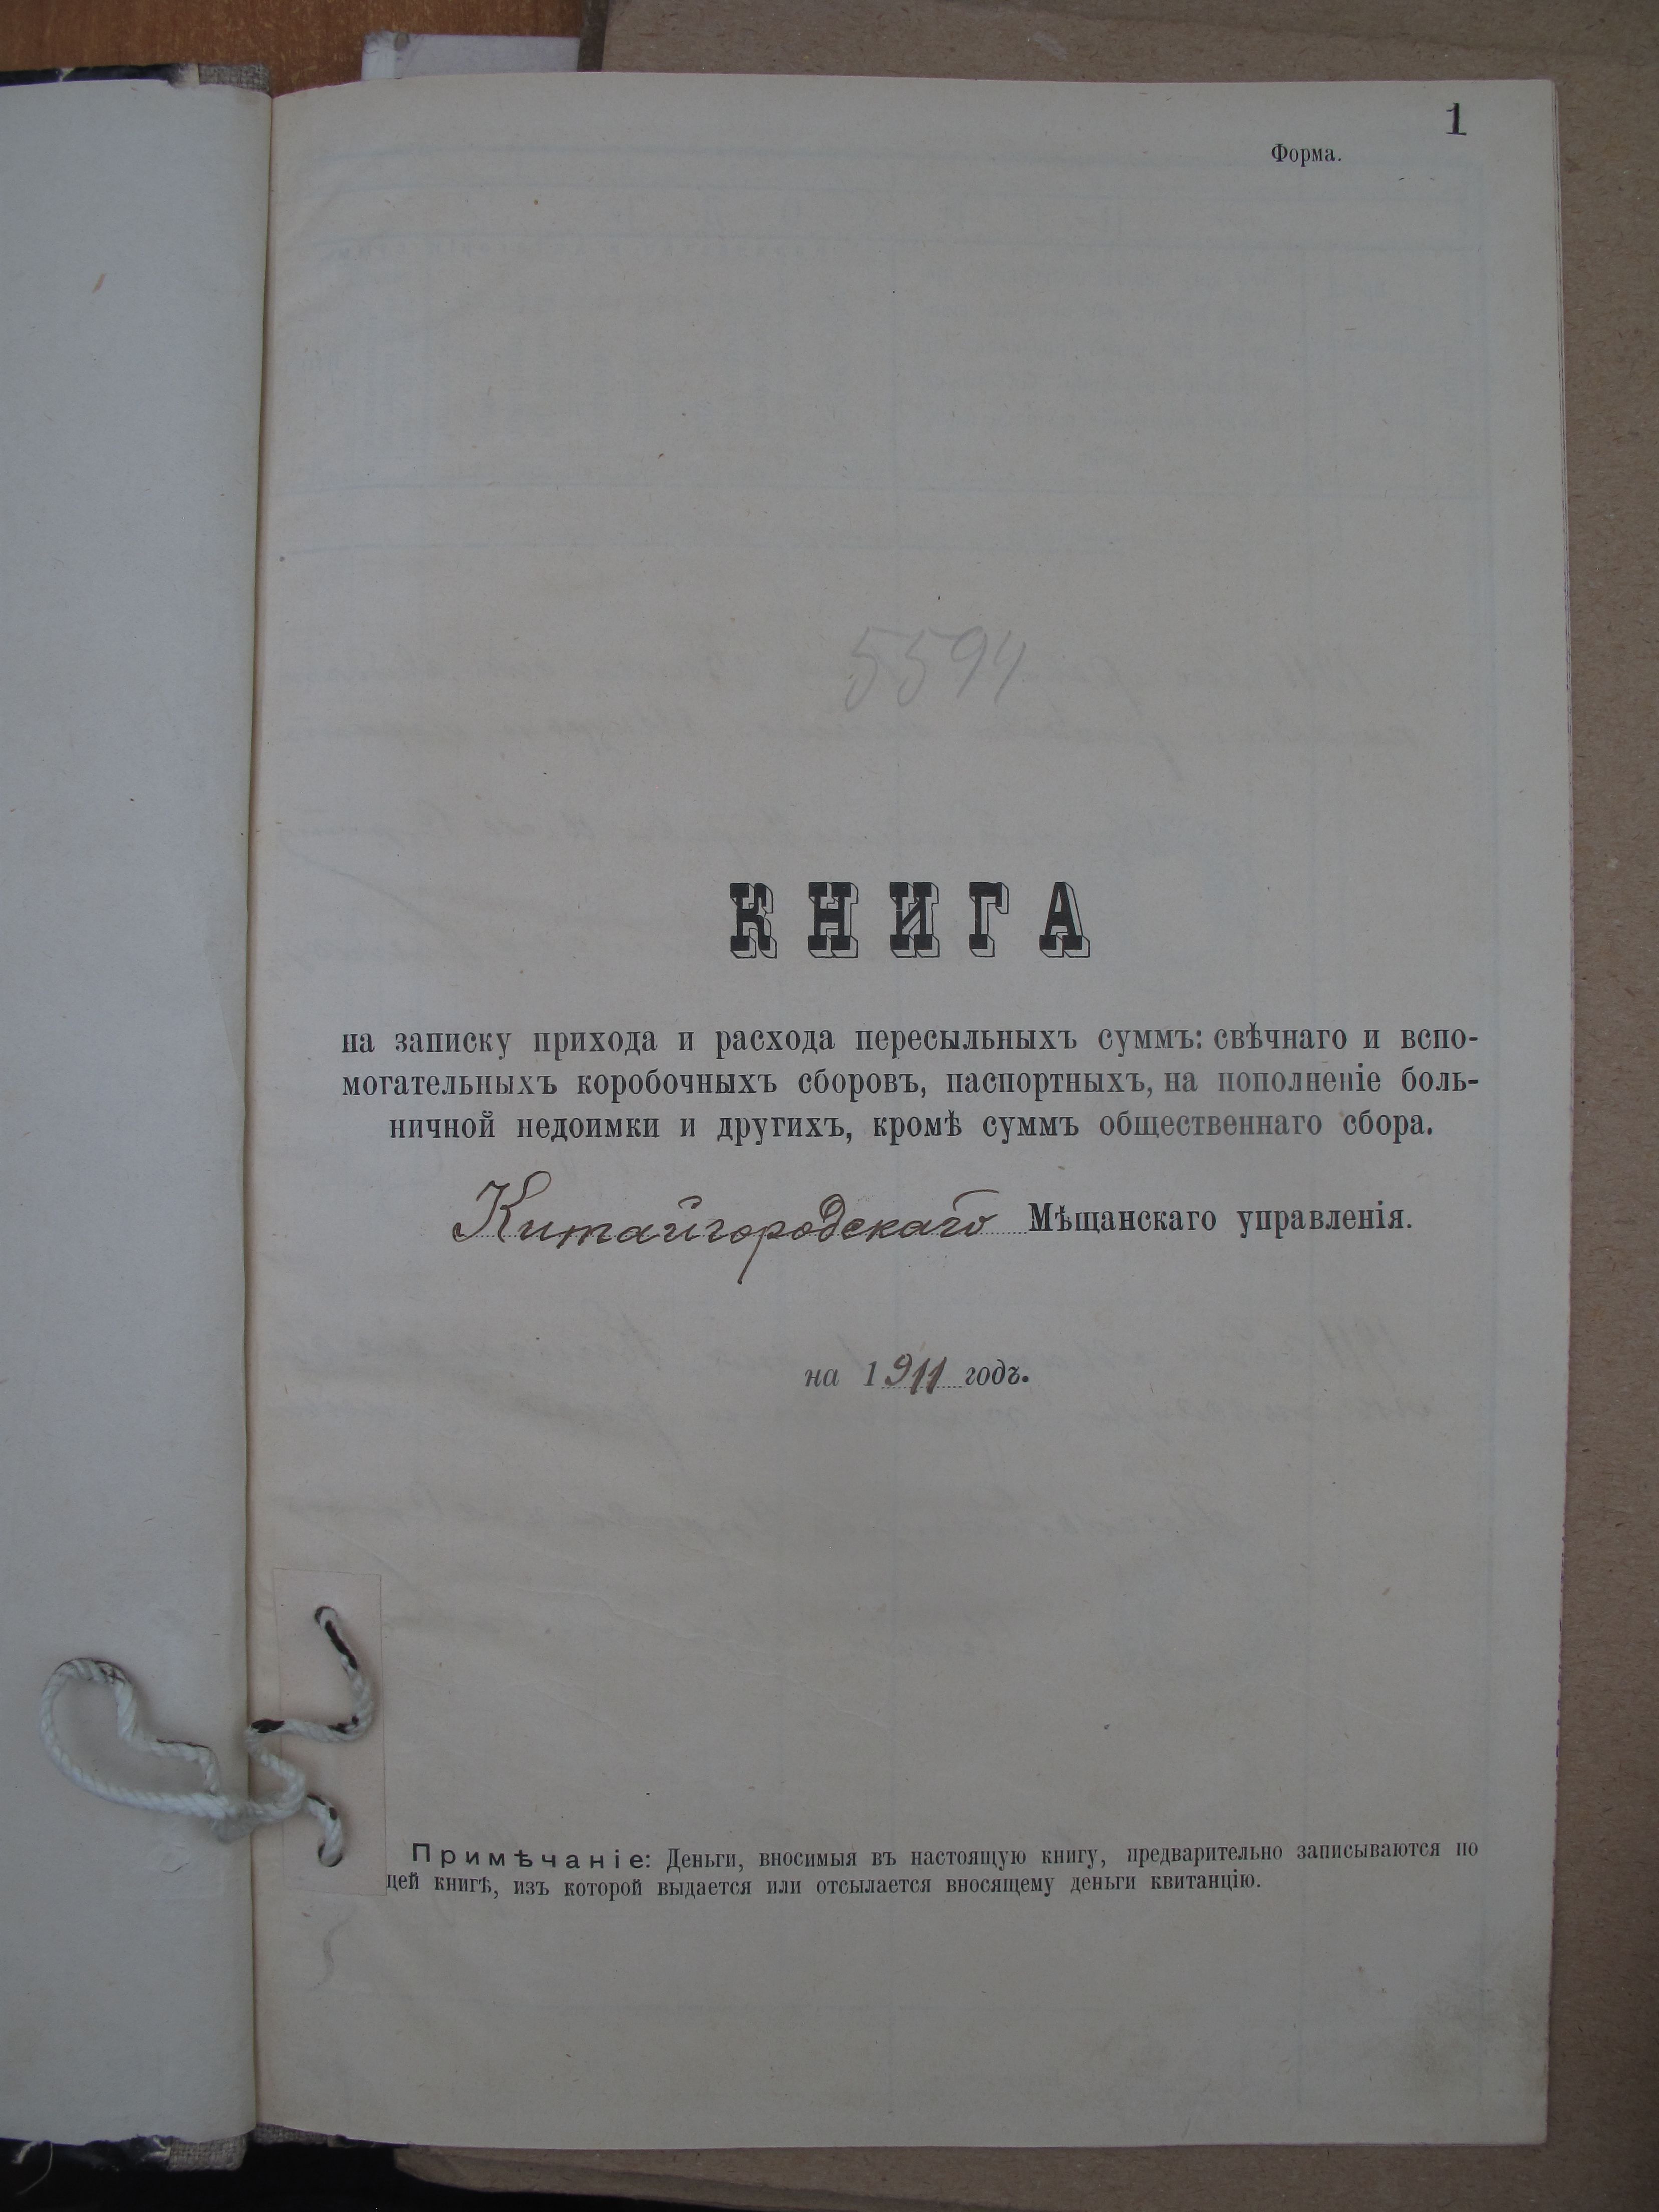 1
Форма.
5594
КНИГА
на записку прихода и расхода пересыльныхъ суммъ: свѣчнаго и вспо-
могательныхъ коробочныхъ сборовъ, паспортныхъ, на пополненіе боль-
ничной недоимки и другихъ, кромѣ суммъ общественнаго сбора.
Китайгородскаго Мѣщанскаго управленія.
на 1911 годъ.
Примѣчаніе: Деньги, вносимыя въ настоящую книгу, предварительно записываются по
щей книгѣ, изъ которой выдается или отсылается вносящему деньги квитанцію.